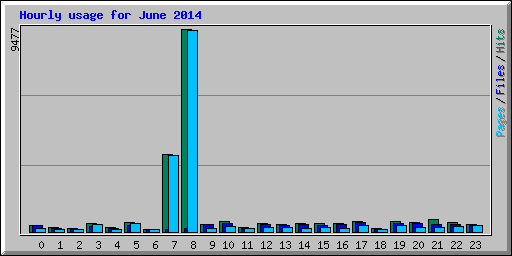 Hourly usage for June 2014
9477
Pages/Files/Hits
0 1 2 3 4 5 6 7 8 9 10 11 12 13 14 15 16 17 18 19 20 21 22 23